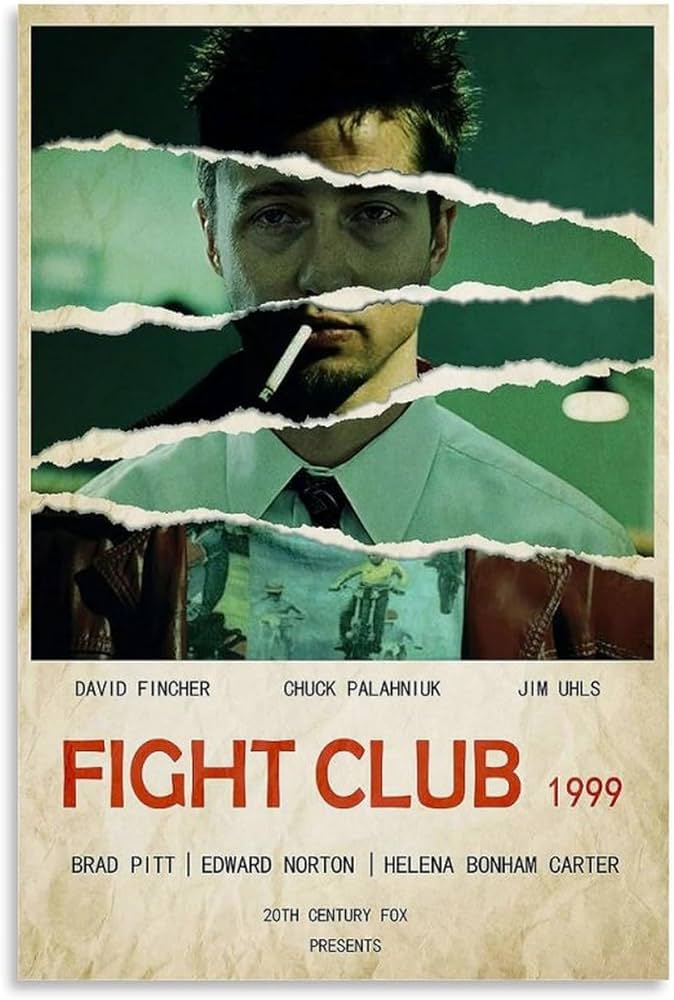 DAVID FINCHER CHUCK PALAHNIUK JIM UHLS
FIGHT CLUB 1999
BRAD PITT | EDWARD NORTON | HELENA BONHAM CARTER
20TH CENTURY FOX
PRESENTS